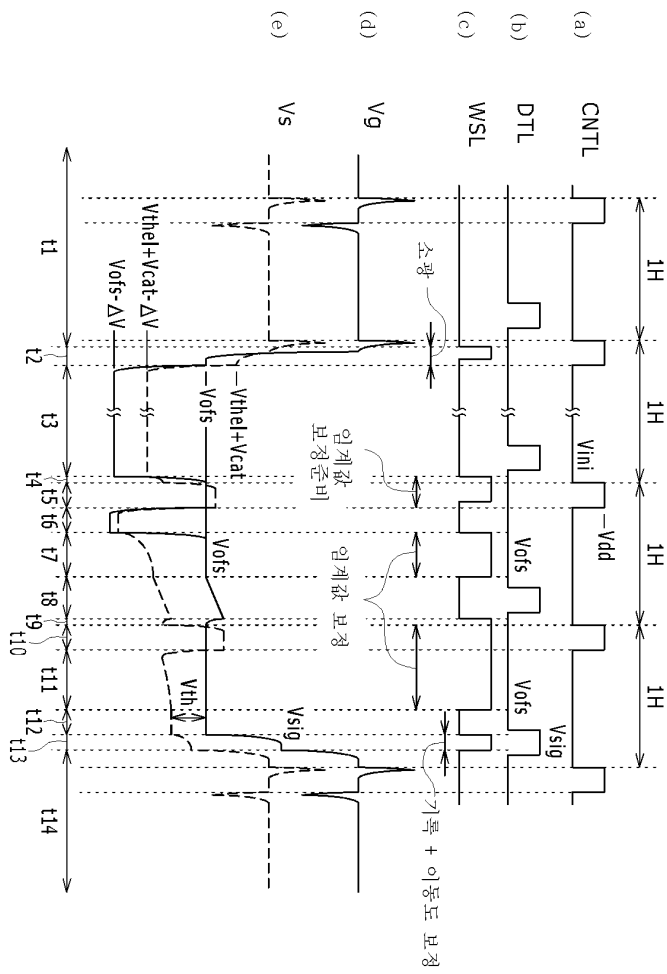 1H 1H 1H 1H
(a) CNTL Vini Vdd
(b) DTL Vofs Vofs Vsig
(c) WSL
소광
임계값
보정준비
임계값 보정
기록 + 이동도 보정
(d) Vg
(e) Vs
Vthel+Vcat
Vofs
Vofs
Vsig
Vth
Vthel+Vcat-ΔV
Vofs-ΔV
t1 t2 t3 t4 t5 t6 t7 t8 t9 t10 t11 t12 t13 t14